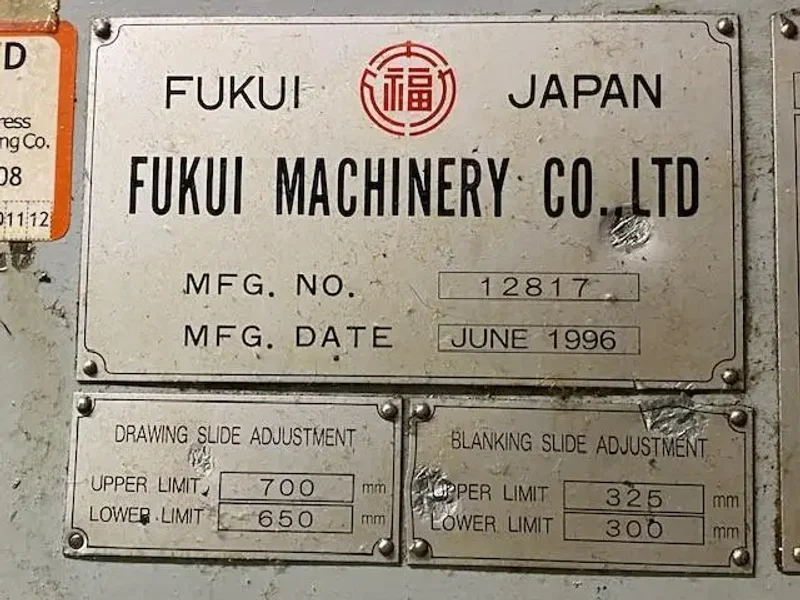 D
ress
ng Co.
08
01112
FUKUI 福 JAPAN
FUKUI MACHINERY CO.,LTD
MFG. NO. 12817
MFG. DATE JUNE 1996
DRAWING SLIDE ADJUSTMENT
UPPER LIMIT 700 mm
LOWER LIMIT 650 mm
BLANKING SLIDE ADJUSTMENT
UPPER LIMIT 325 mm
LOWER LIMIT 300 mm